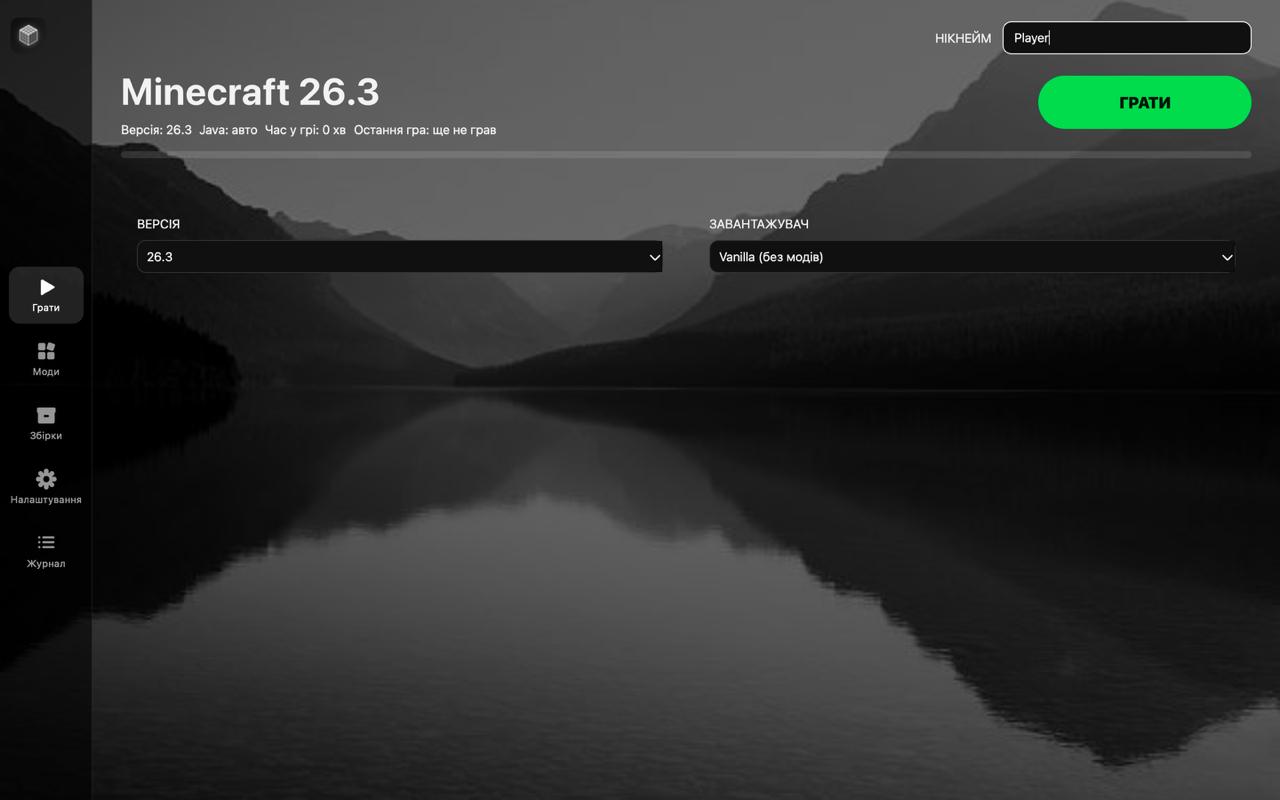 НІКНЕЙМ
Player
Minecraft 26.3
ГРАТИ
Версія: 26.3 Java: авто Час у грі: 0 хв Остання гра: ще не грав
ВЕРСІЯ
26.3
ЗАВАНТАЖУВАЧ
Vanilla (без модів)
Грати
Моди
Збірки
Налаштування
Журнал